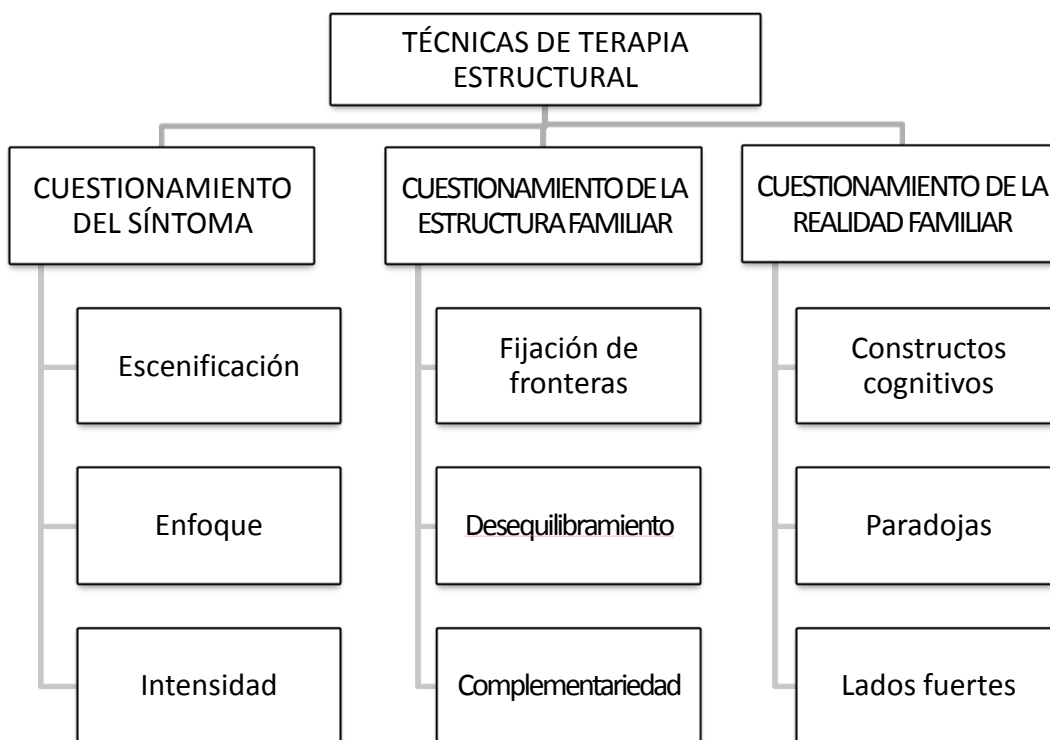 TÉCNICAS DE TERAPIA
ESTRUCTURAL
CUESTIONAMIENTO
DEL SÍNTOMA
Escenificación
Enfoque
Intensidad
CUESTIONAMIENTO DE LA
ESTRUCTURA FAMILIAR
Fijación de
fronteras
Desequilibramiento
Complementariedad
CUESTIONAMIENTO DE LA
REALIDAD FAMILIAR
Constructos
cognitivos
Paradojas
Lados fuertes